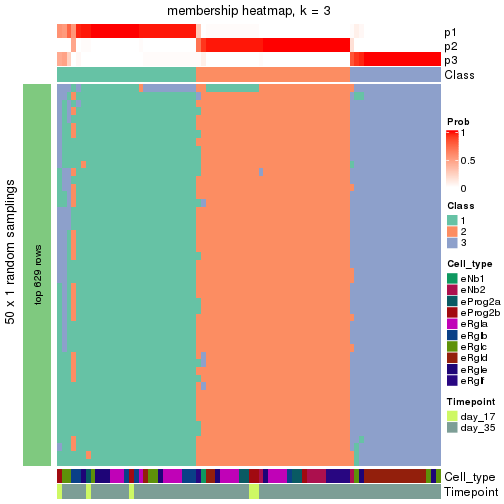 membership heatmap, k = 3
p1
p2
p3
Class
50 x 1 random samplings
top 629 rows
Prob
1
0.5
0
Class
1
2
3
Cell_type
eNb1
eNb2
eProg2a
eProg2b
eRgla
eRglb
eRglc
eRgld
eRgle
eRglf
Timepoint
day_17
day_35
Cell_type
Timepoint